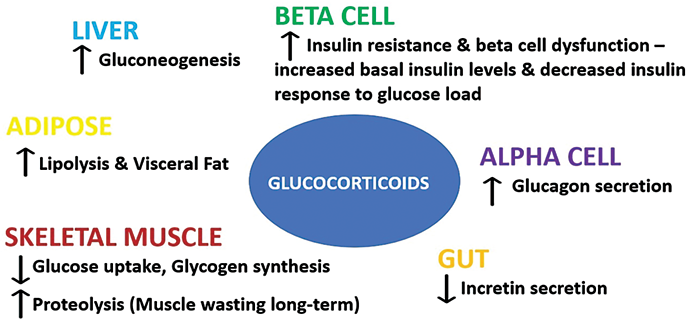 LIVER
↑ Gluconeogenesis
BETA CELL
↑ Insulin resistance & beta cell dysfunction –
increased basal insulin levels & decreased insulin
response to glucose load
ADIPOSE
↑ Lipolysis & Visceral Fat
GLUCOCORTICOIDS
ALPHA CELL
↑ Glucagon secretion
SKELETAL MUSCLE
↓ Glucose uptake, Glycogen synthesis
↑ Proteolysis (Muscle wasting long-term)
GUT
↓ Incretin secretion